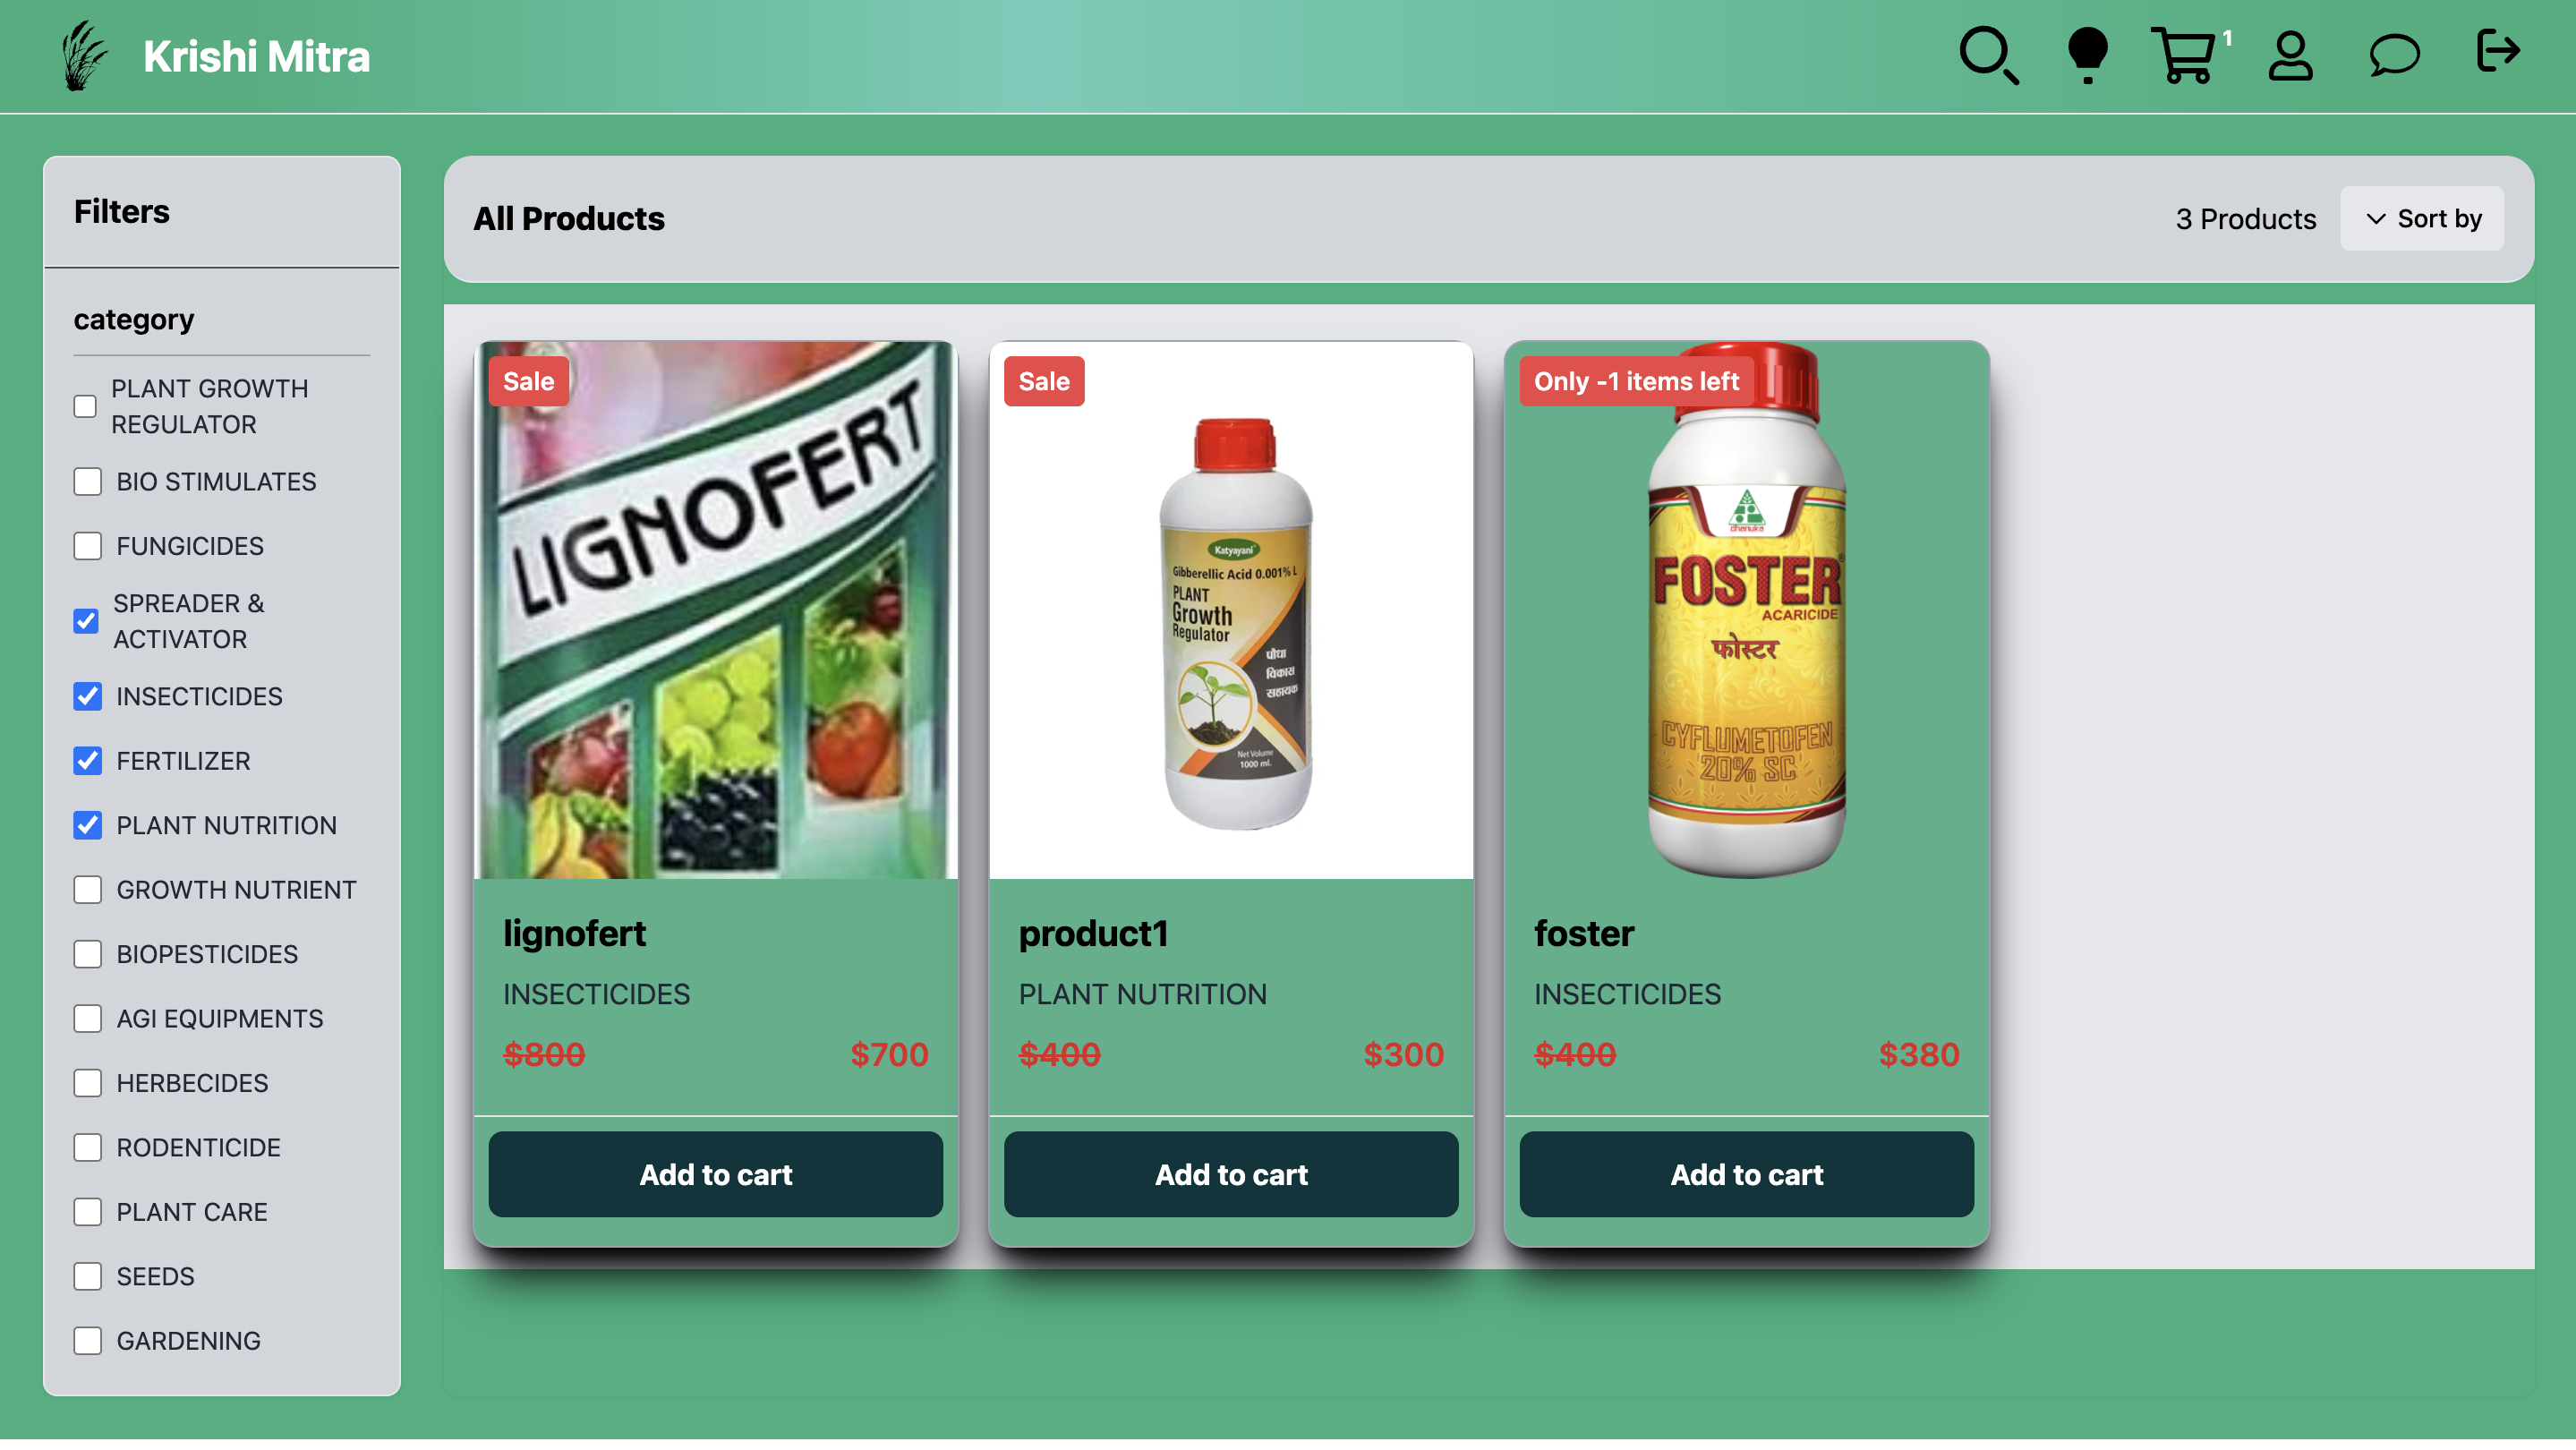 Krishi Mitra
1
Filters
category
PLANT GROWTH
REGULATOR
BIO STIMULATES
FUNGICIDES
SPREADER &
ACTIVATOR
INSECTICIDES
FERTILIZER
PLANT NUTRITION
GROWTH NUTRIENT
BIOPESTICIDES
AGI EQUIPMENTS
HERBECIDES
RODENTICIDE
PLANT CARE
SEEDS
GARDENING
All Products
3 Products
Sort by
Sale
LIGNOFERT
lignofert
INSECTICIDES
$800 $700
Add to cart
Sale
Katyayani
Gibberellic Acid 0.001% L
PLANT
Growth
Regulator
पौधा
विकास
सहायक
Net Volume
1000 ml.
product1
PLANT NUTRITION
$400 $300
Add to cart
Only -1 items left
dhanuka
FOSTER®
ACARICIDE
फोस्टर
CYFLUMETOFEN
20% SC
foster
INSECTICIDES
$400 $380
Add to cart